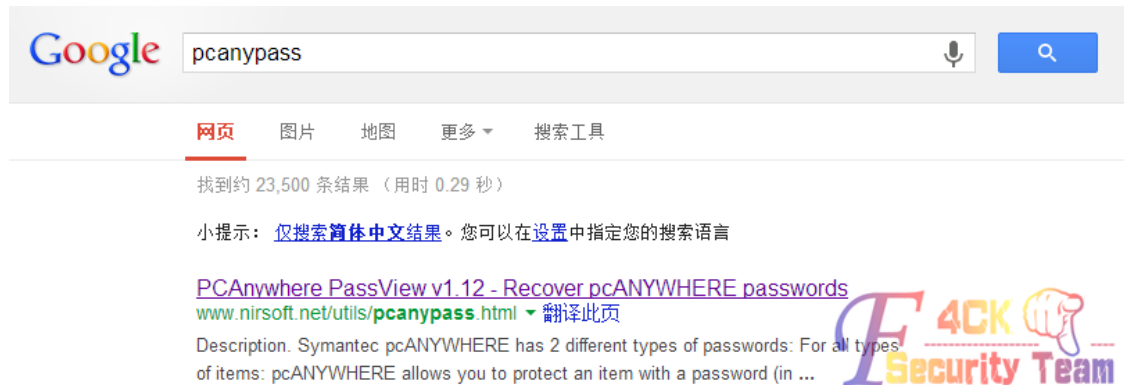 Google pcanypass
网页 图片 地图 更多 搜索工具
找到约 23,500 条结果 （用时 0.29 秒）
小提示： 仅搜索简体中文结果。您可以在设置中指定您的搜索语言
PCAnywhere PassView v1.12 - Recover pcANYWHERE passwords
www.nirsoft.net/utils/pcanypass.html 翻译此页
Description. Symantec pcANYWHERE has 2 different types of passwords: For all types
of items: pcANYWHERE allows you to protect an item with a password (in ...
F4CK
Security Team